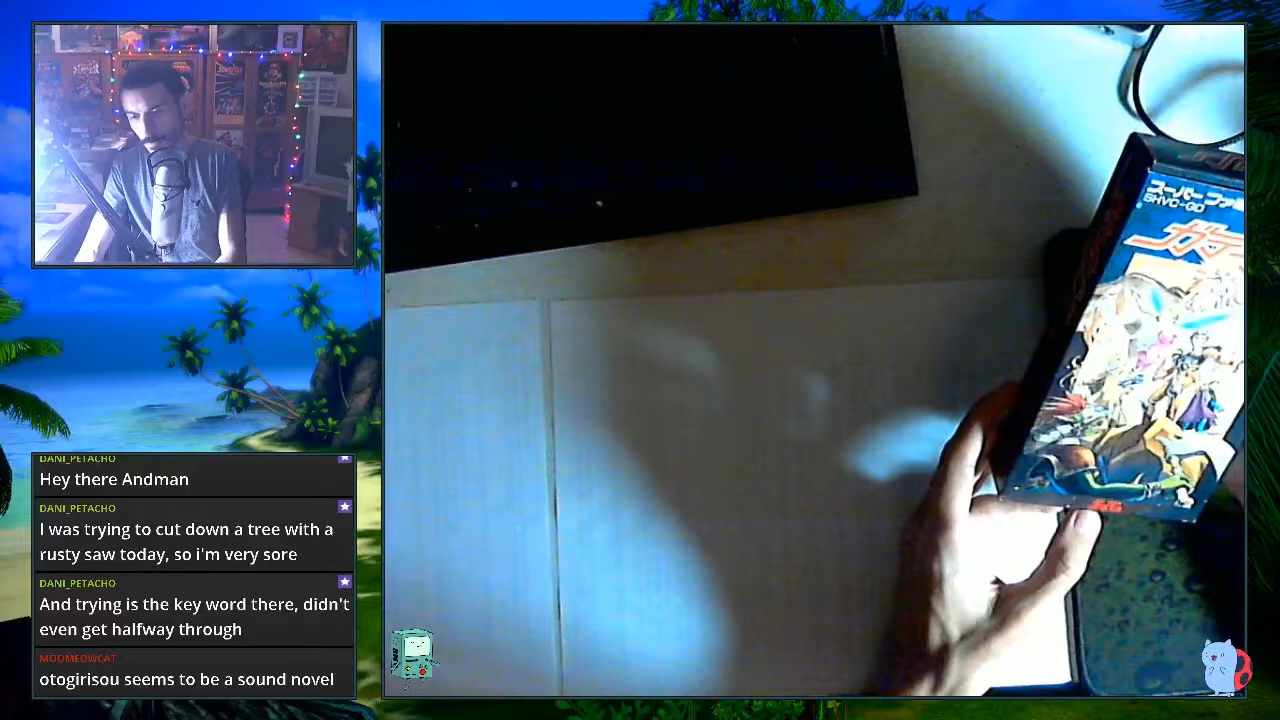 DANI_PETACHO
Hey there Andman
DANI_PETACHO
I was trying to cut down a tree with a
rusty saw today, so i'm very sore
DANI_PETACHO
And trying is the key word there, didn't
even get halfway through
MOOMEOWCAT
otogirisou seems to be a sound novel
スーパーファ
SHVC-GD